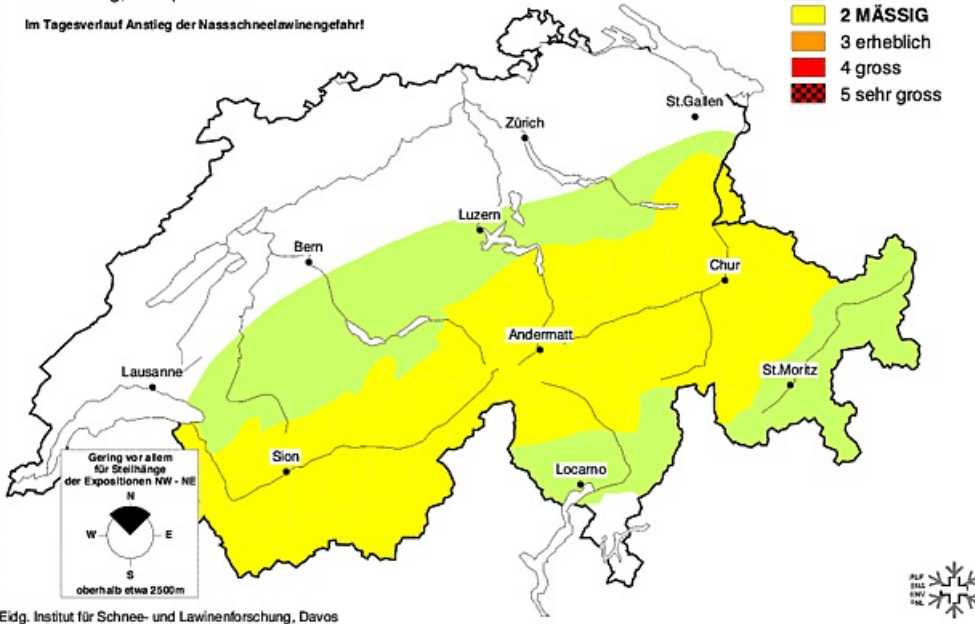 Im Tagesverlauf Anstieg der Nassschneelawinengefahr!
2 MÄSSIG
3 erheblich
4 gross
5 sehr gross
St.Gallen
Zürich
Luzern
Bern
Chur
Andermatt
Lausanne
St.Moritz
Sion
Locarno
Gering vor allem
für Steilhänge
der Expositionen NW - NE
N
W
E
S
oberhalb etwa 2500m
Eidg. Institut für Schnee- und Lawinenforschung, Davos